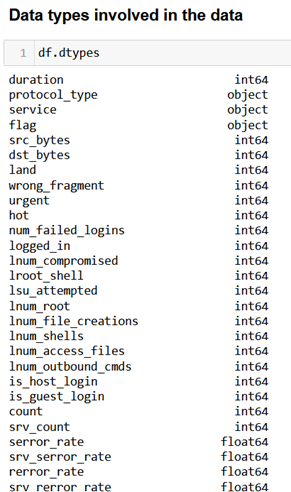 Data types involved in the data
1 df.dtypes
duration int64
protocol_type object
service object
flag object
src_bytes int64
dst_bytes int64
land int64
wrong_fragment int64
urgent int64
hot int64
num_failed_logins int64
logged_in int64
lnum_compromised int64
lroot_shell int64
lsu_attempted int64
lnum_root int64
lnum_file_creations int64
lnum_shells int64
lnum_access_files int64
lnum_outbound_cmds int64
is_host_login int64
is_guest_login int64
count int64
srv_count int64
serror_rate float64
srv_serror_rate float64
rerror_rate float64
srv_rerror_rate float64